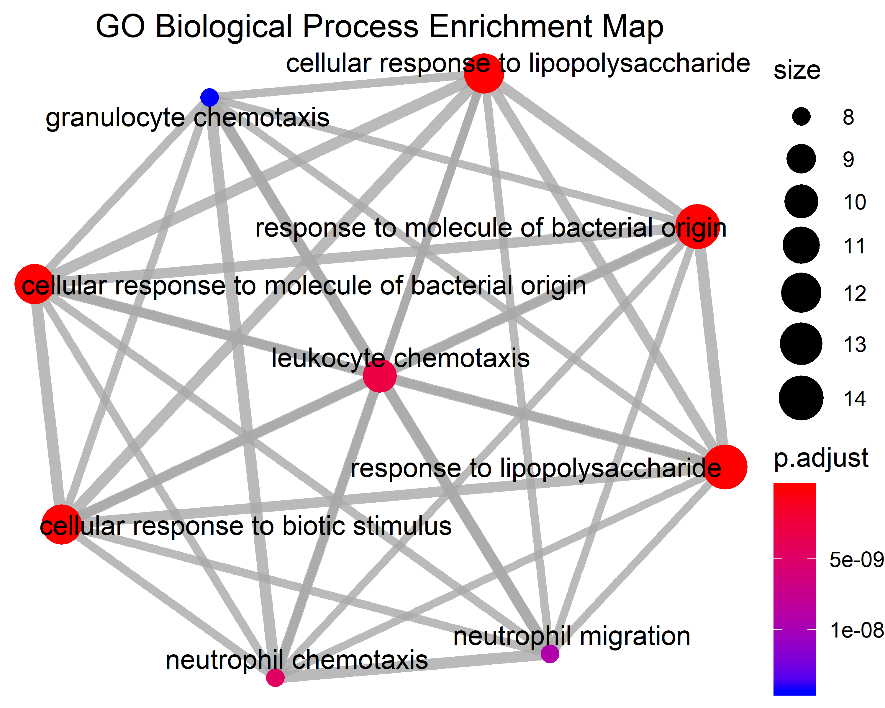 GO Biological Process Enrichment Map
cellular response to lipopolysaccharide
granulocyte chemotaxis
response to molecule of bacterial origin
cellular response to molecule of bacterial origin
leukocyte chemotaxis
response to lipopolysaccharide
cellular response to biotic stimulus
neutrophil migration
neutrophil chemotaxis
size
8
9
10
11
12
13
14
p.adjust
5e-09
1e-08